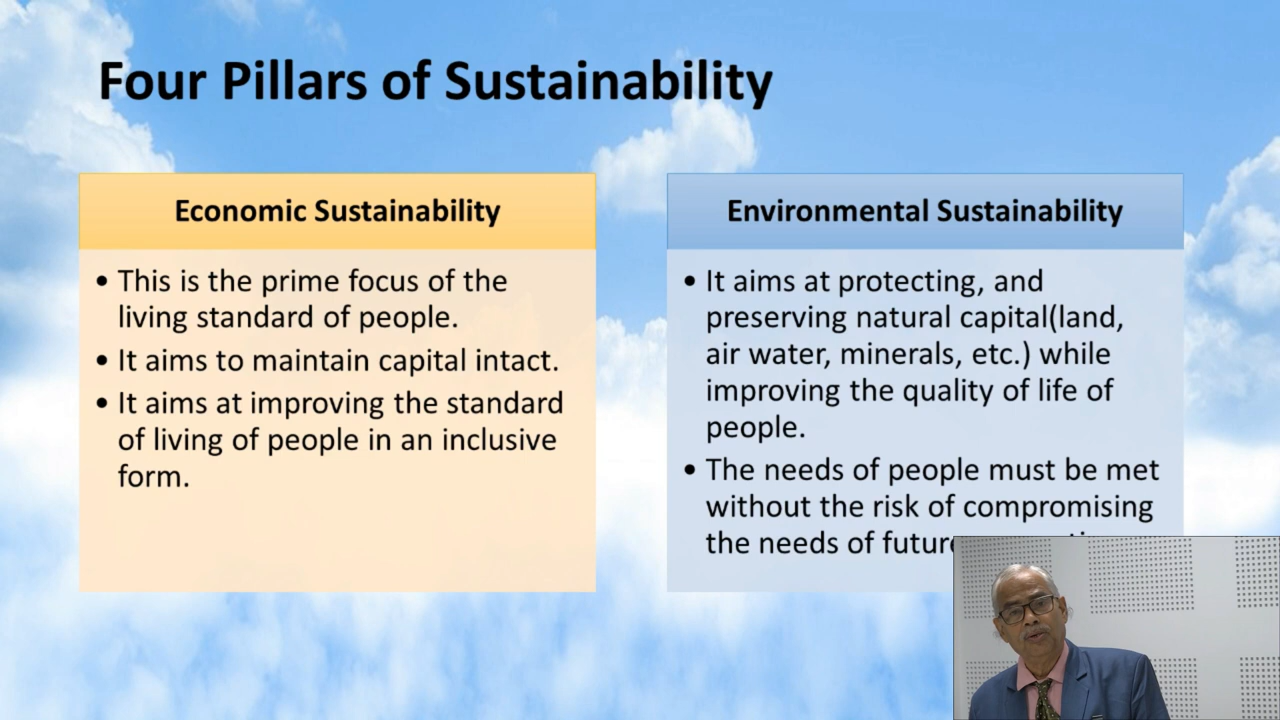 Four Pillars of Sustainability
Economic Sustainability
• This is the prime focus of the
living standard of people.
• It aims to maintain capital intact.
• It aims at improving the standard
of living of people in an inclusive
form.
Environmental Sustainability
• It aims at protecting, and
preserving natural capital(land,
air water, minerals, etc.) while
improving the quality of life of
people.
• The needs of people must be met
without the risk of compromising
the needs of future